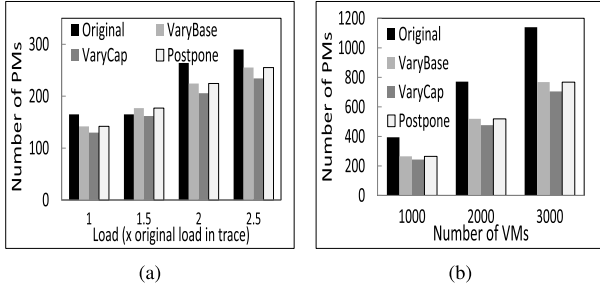 Number of PMs
300
200
100
0
Original
VaryBase
VaryCap
Postpone
1
1.5
2
2.5
Load (x original load in trace)
(a)
Number of PMs
1200
1000
800
600
400
200
0
Original
VaryBase
VaryCap
Postpone
1000
2000
3000
Number of VMs
(b)